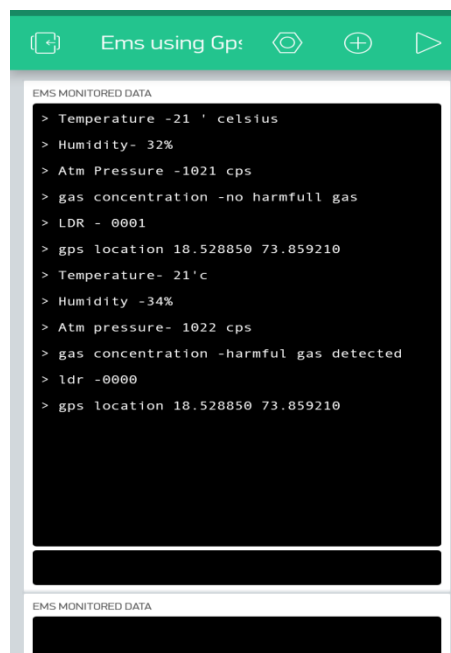 Ems using Gp
EMS MONITORED DATA
> Temperature -21 ' celsius
> Humidity- 32%
> Atm Pressure -1021 cps
> gas concentration -no harmfull gas
> LDR - 0001
> gps location 18.528850 73.859210
> Temperature- 21'c
> Humidity -34%
> Atm pressure- 1022 cps
> gas concentration -harmful gas detected
> ldr -0000
> gps location 18.528850 73.859210
EMS MONITORED DATA